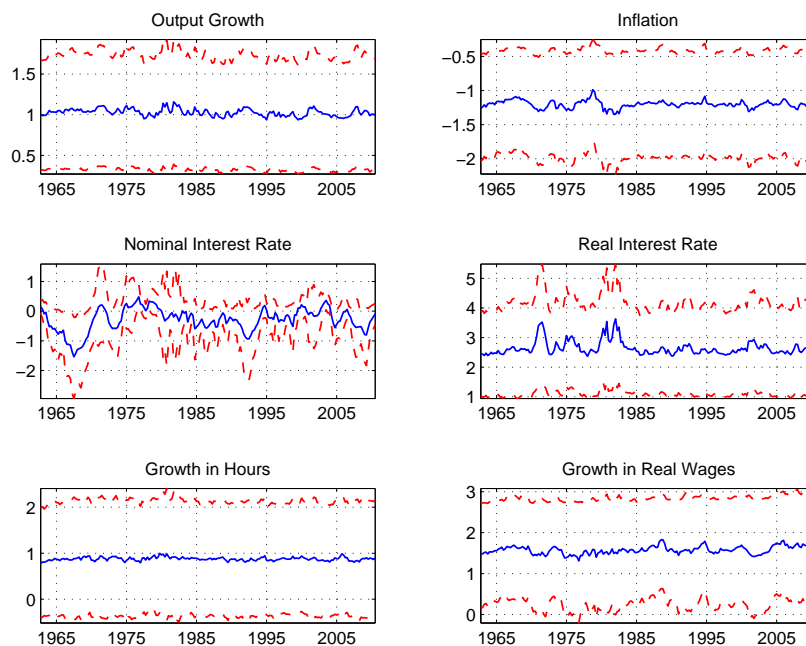 Output Growth
1.5
1
0.5
1965 1975 1985 1995 2005
Inflation
−0.5
−1
−1.5
−2
1965 1975 1985 1995 2005
Nominal Interest Rate
1
0
−1
−2
1965 1975 1985 1995 2005
Real Interest Rate
5
4
3
2
1
1965 1975 1985 1995 2005
Growth in Hours
2
1
0
1965 1975 1985 1995 2005
Growth in Real Wages
3
2
1
0
1965 1975 1985 1995 2005